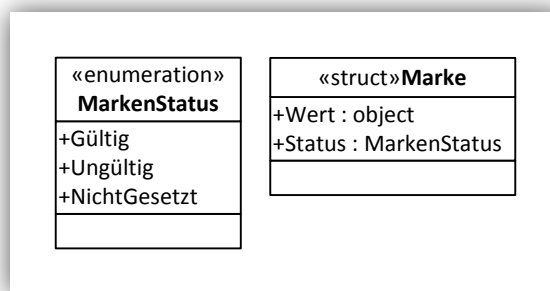 «enumeration»
MarkenStatus
+Gültig
+Ungültig
+NichtGesetzt
«struct»Marke
+Wert : object
+Status : MarkenStatus